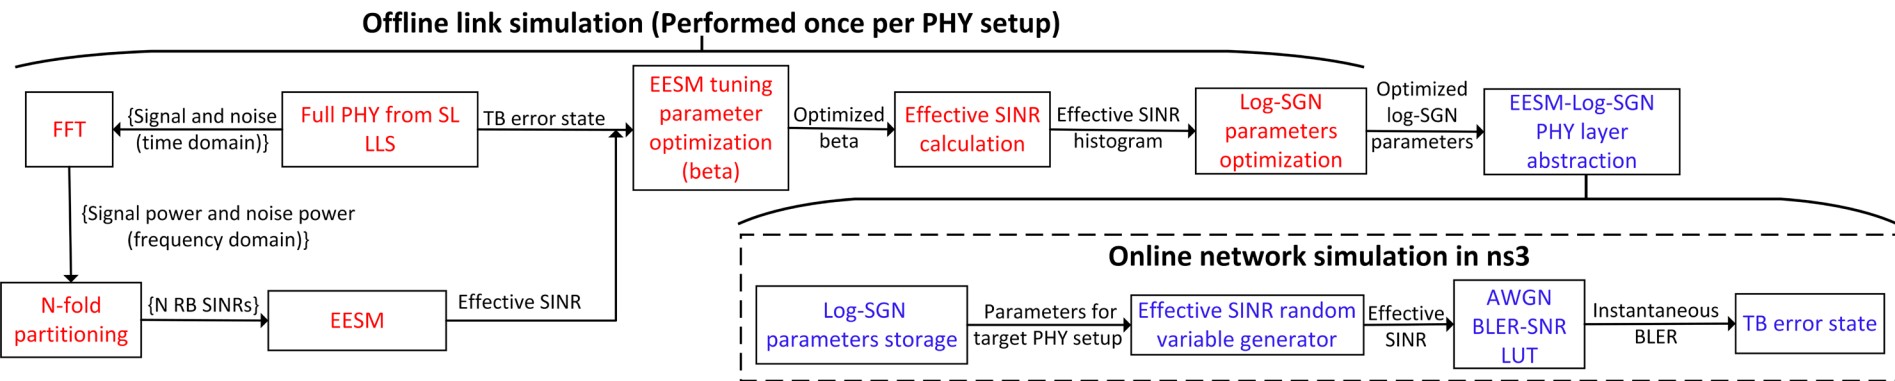 Offline link simulation (Performed once per PHY setup)
FFT
{Signal and noise
(time domain)}
Full PHY from SL
LLS
TB error state
EESM tuning
parameter
optimization
(beta)
Optimized
beta
Effective SINR
calculation
Effective SINR
histogram
Log-SGN
parameters
optimization
Optimized
log-SGN
parameters
EESM-Log-SGN
PHY layer
abstraction
{Signal power and noise power
(frequency domain)}
N-fold
partitioning
{N RB SINRs}
EESM
Effective SINR
Online network simulation in ns3
Log-SGN
parameters storage
Parameters for
target PHY setup
Effective SINR random
variable generator
Effective
SINR
AWGN
BLER-SNR
LUT
Instantaneous
BLER
TB error state